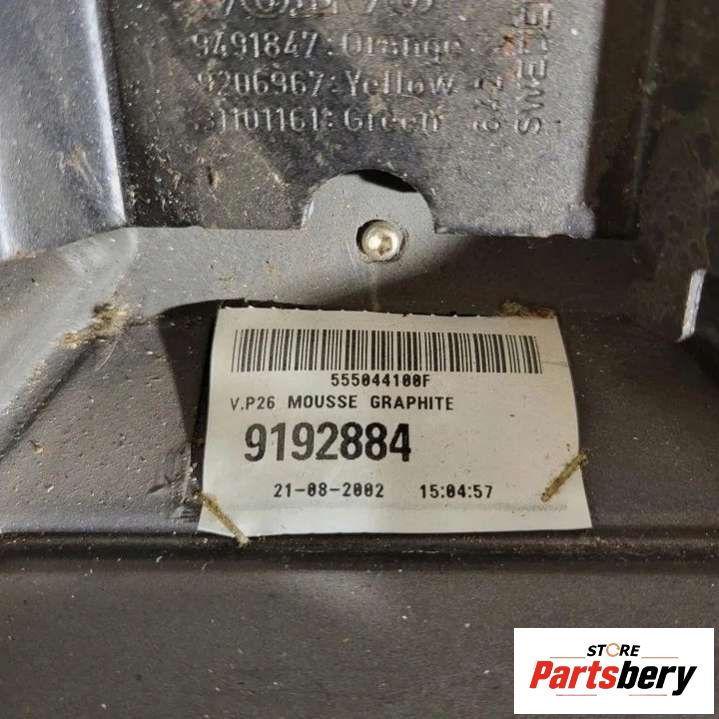 9491847:Orange
9206967:Yellow
31101161:Green
555044100F
V.P26 MOUSSE GRAPHITE
9192884
21-08-2002 15:04:57
STORE
Partsbery